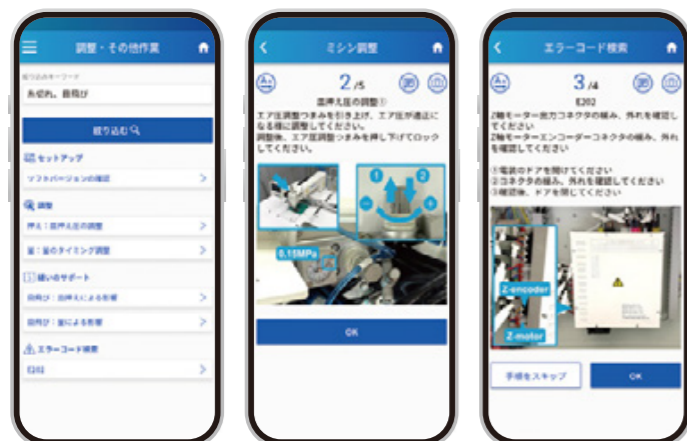 調整・その他作業
絞り込みキーワード
糸切れ、目飛び
絞り込む
セットアップ
ソフトバージョンの確認
調整
押え：皿押え圧の調整
釜：釜のタイミング調整
縫いのサポート
目飛び：皿押えによる影響
目飛び：釜による影響
エラーコード検索
E202
ミシン調整
2/5
皿押え圧の調整①
エア圧調整つまみを引き上げ、エア圧が適正に
なる様に調整してください。
調整後、エア圧調整つまみを押し下げてロック
してください。
1
2
0.15MPa
OK
エラーコード検索
3/4
E202
Z軸モーター出力コネクタの緩み、外れを確認し
てください
Z軸モーターエンコーダーコネクタの緩み、外れ
を確認してください
①電装のドアを開けてください
②コネクタの緩み、外れを確認してください
③確認後、ドアを閉じてください
Z-encoder
Z-motor
手順をスキップ
OK